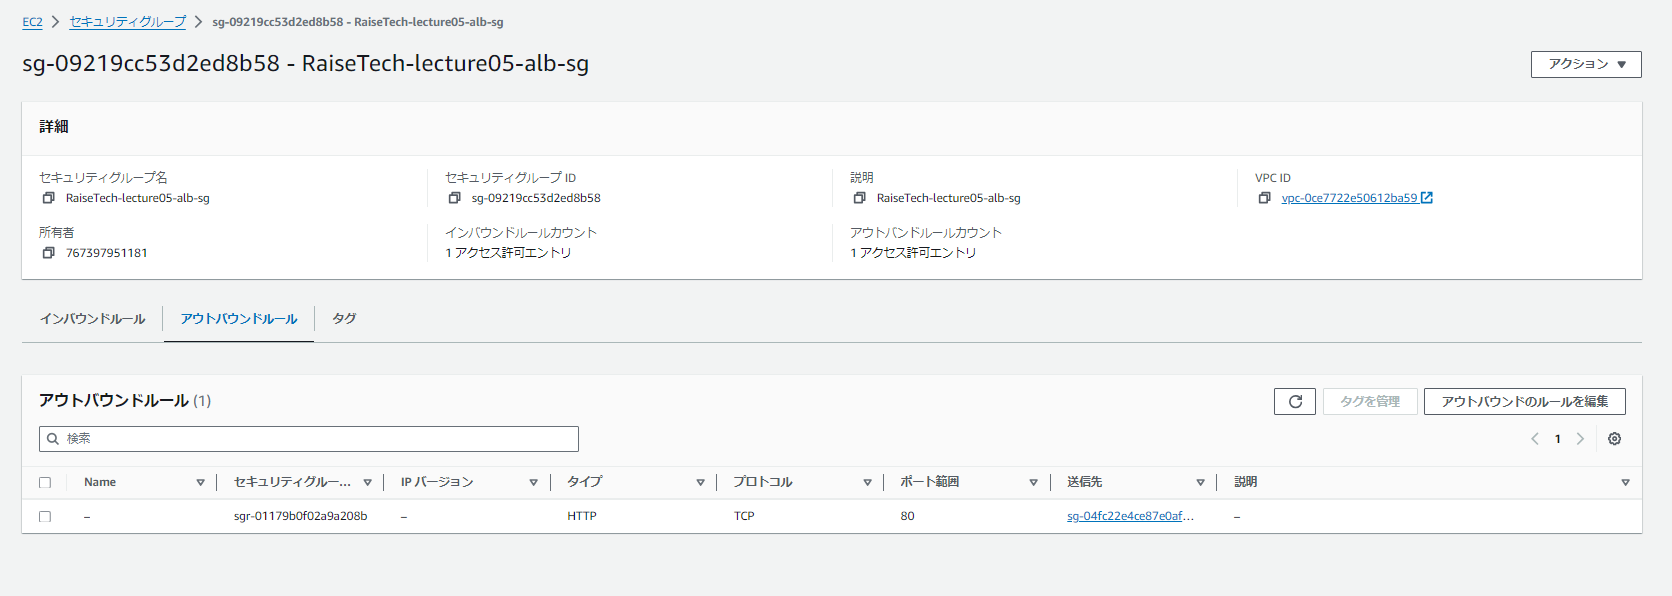 EC2 > セキュリティグループ > sg-09219cc53d2ed8b58 - RaiseTech-lecture05-alb-sg
sg-09219cc53d2ed8b58 - RaiseTech-lecture05-alb-sg
アクション ▼
詳細
セキュリティグループ名 セキュリティグループ ID 説明 VPC ID
RaiseTech-lecture05-alb-sg sg-09219cc53d2ed8b58 RaiseTech-lecture05-alb-sg vpc-0ce7722e50612ba59
所有者 インバウンドルールカウント アウトバンドルールカウント
767397951181 1 アクセス許可エントリ 1 アクセス許可エントリ
インバウンドルール アウトバウンドルール タグ
アウトバウンドルール (1)
タグを管理 アウトバウンドのルールを編集
検索
1
Name セキュリティグルー... IP バージョン タイプ プロトコル ポート範囲 送信先 説明
– sgr-01179b0f02a9a208b – HTTP TCP 80 sg-04fc22e4ce87e0af... –